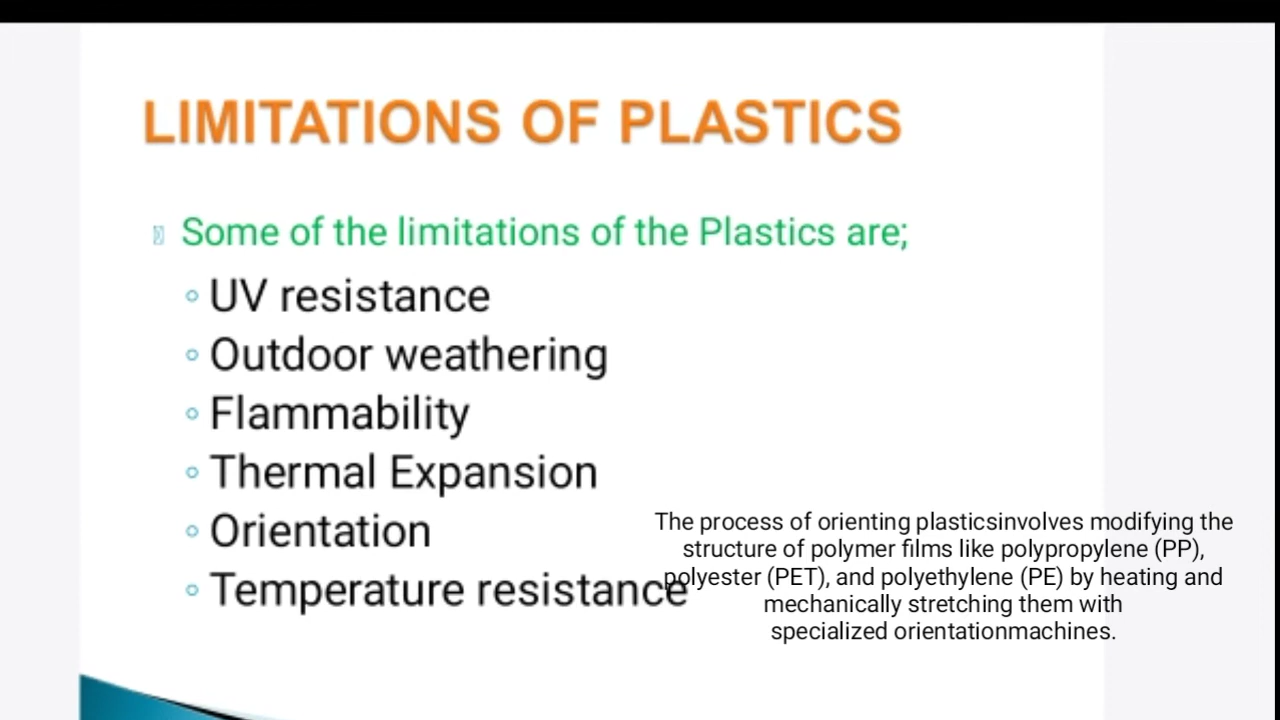 LIMITATIONS OF PLASTICS
Some of the limitations of the Plastics are;
UV resistance
Outdoor weathering
Flammability
Thermal Expansion
Orientation
Temperature resistance
The process of orienting plasticsinvolves modifying the
structure of polymer films like polypropylene (PP),
polyester (PET), and polyethylene (PE) by heating and
mechanically stretching them with
specialized orientationmachines.